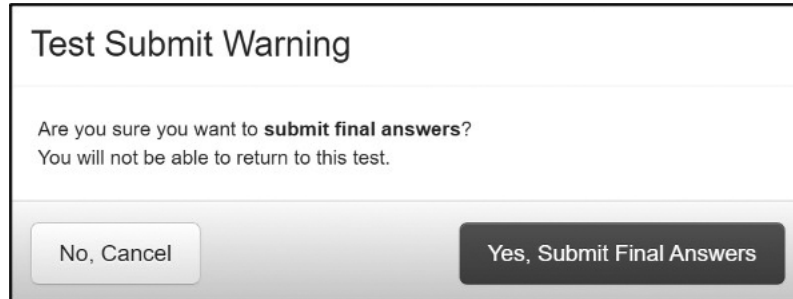 Test Submit Warning
Are you sure you want to submit final answers?
You will not be able to return to this test.
No, Cancel
Yes, Submit Final Answers